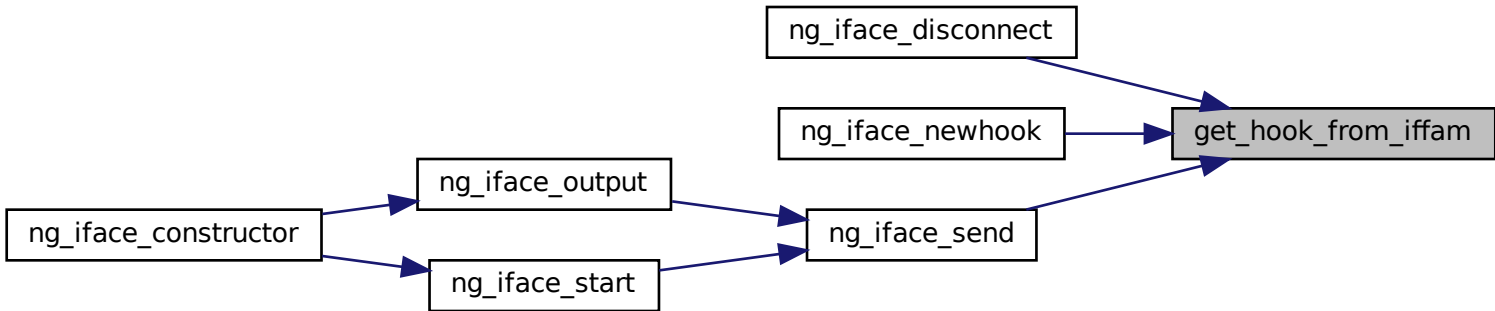 ng_iface_disconnect
ng_iface_newhook
get_hook_from_iffam
ng_iface_output
ng_iface_constructor
ng_iface_send
ng_iface_start